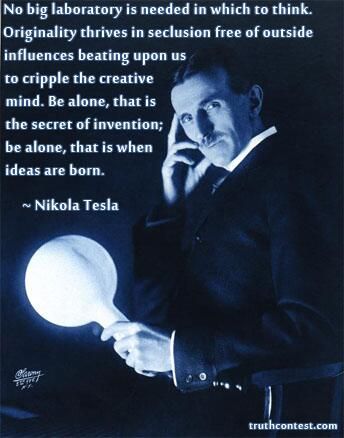 No big laboratory is needed in which to think.
Originality thrives in seclusion free of outside
influences beating upon us
to cripple the creative
mind. Be alone, that is
the secret of invention;
be alone, that is when
ideas are born.
~ Nikola Tesla
truthcontest.com